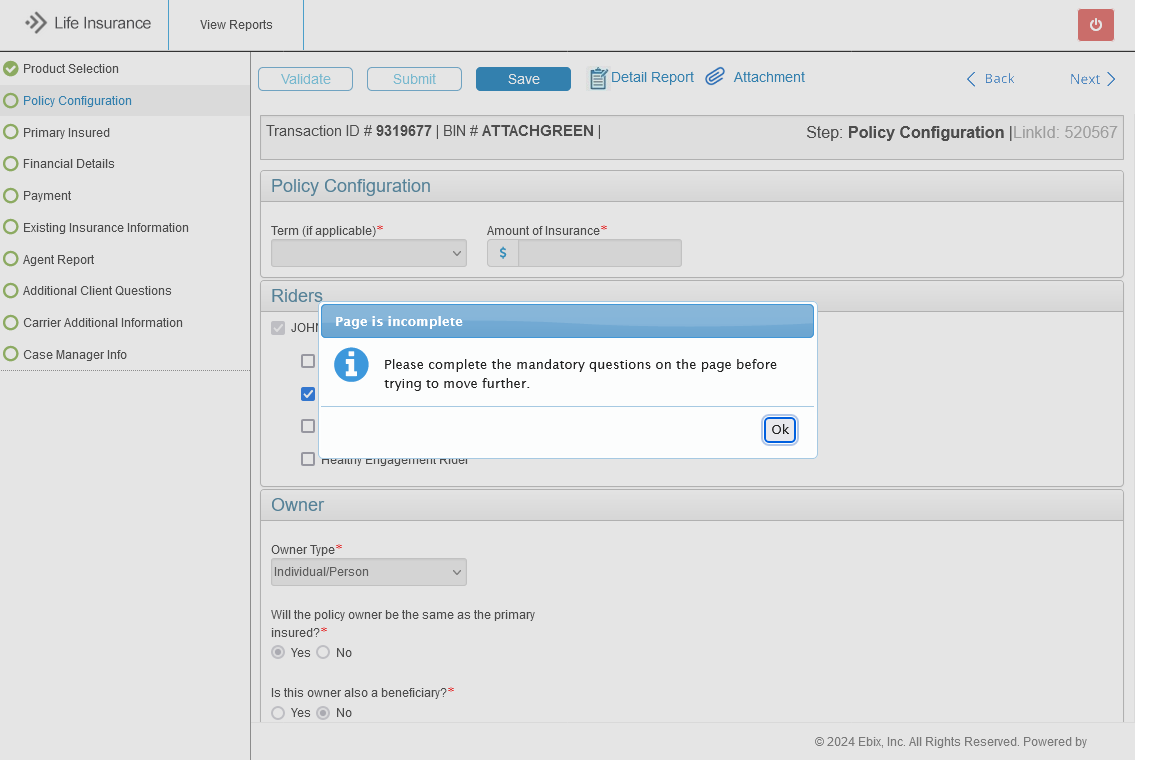 Life Insurance
View Reports
Product Selection
Policy Configuration
Primary Insured
Financial Details
Payment
Existing Insurance Information
Agent Report
Additional Client Questions
Carrier Additional Information
Case Manager Info
Validate
Submit
Save
Detail Report
Attachment
Back
Next
Transaction ID # 9319677 | BIN # ATTACHGREEN |
Step: Policy Configuration |LinkId: 520567
Policy Configuration
Term (if applicable)*
Amount of Insurance*
$
Riders
JOHN
Page is incomplete
Please complete the mandatory questions on the page before
trying to move further.
Ok
Healthy Engagement Rider
Owner
Owner Type*
Individual/Person
Will the policy owner be the same as the primary
insured?*
Yes No
Is this owner also a beneficiary?*
Yes No
© 2024 Ebix, Inc. All Rights Reserved. Powered by